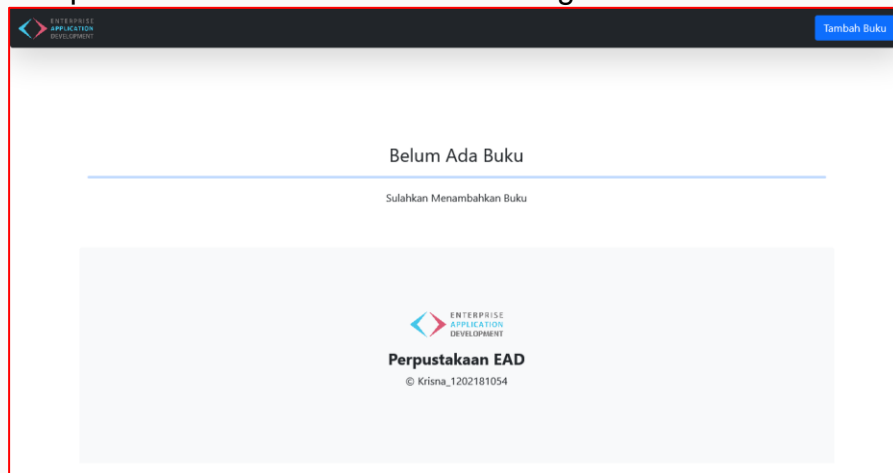 ENTERPRISE
APPLICATION
DEVELOPMENT
Tambah Buku
Belum Ada Buku
Sulahkan Menambahkan Buku
ENTERPRISE
APPLICATION
DEVELOPMENT
Perpustakaan EAD
© Krisna_1202181054